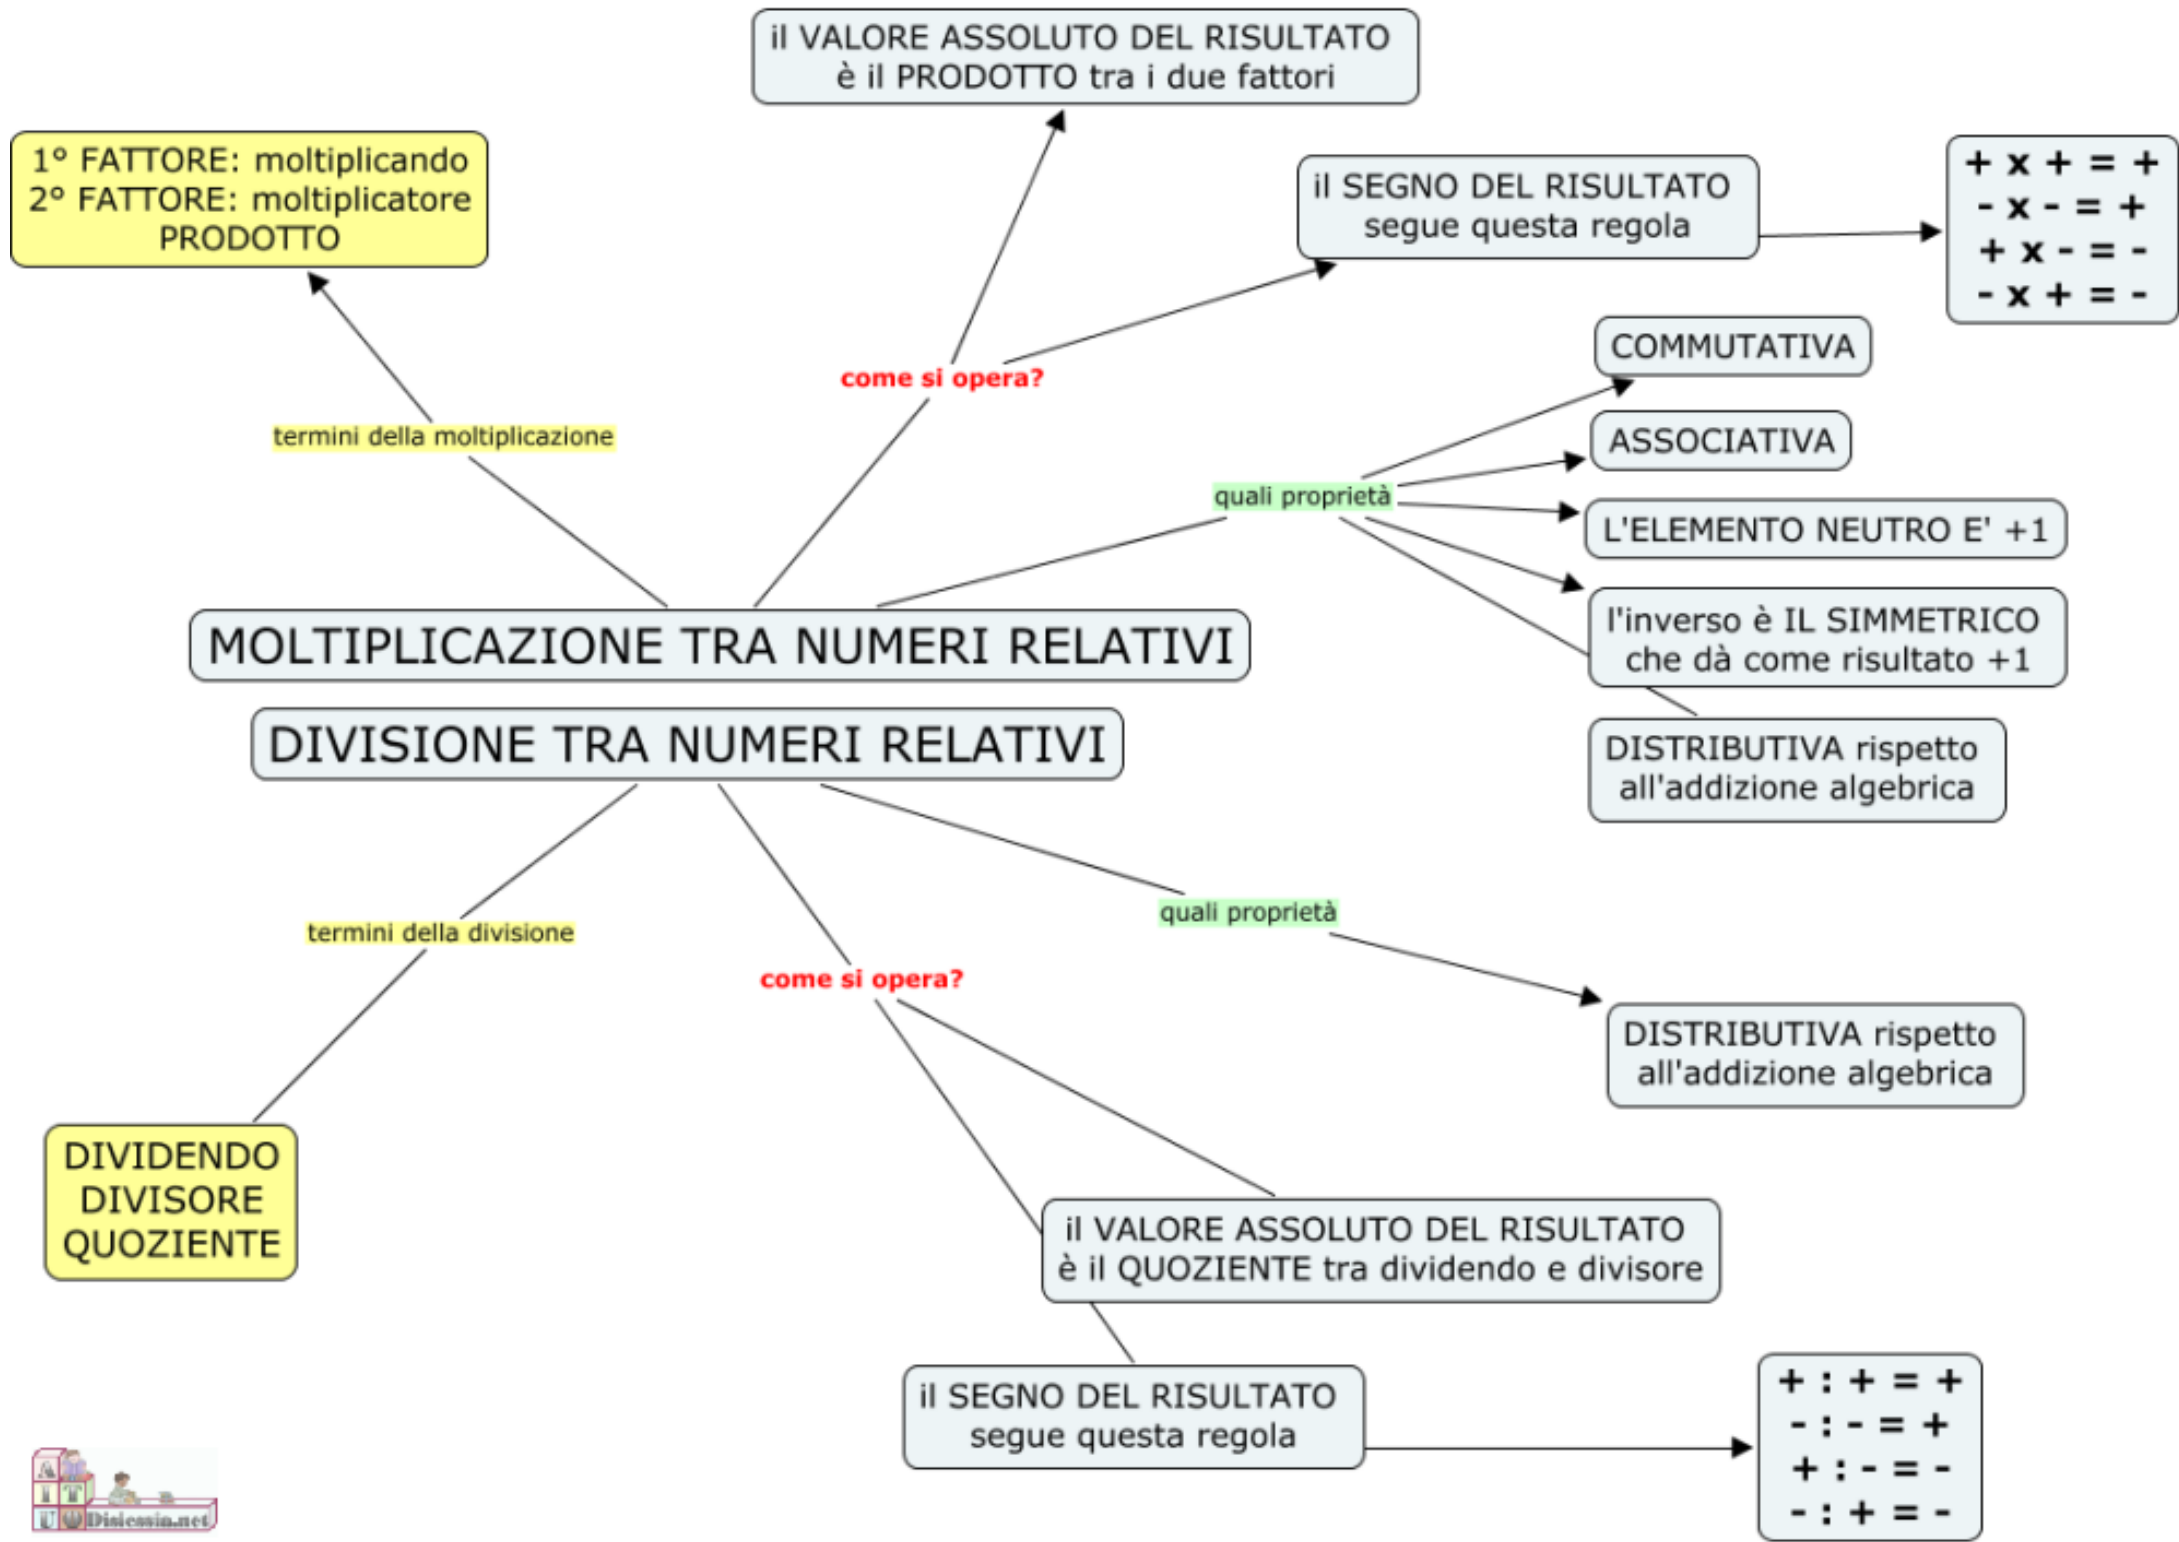 il VALORE ASSOLUTO DEL RISULTATO
è il PRODOTTO tra i due fattori
1° FATTORE: moltiplicando
2° FATTORE: moltiplicatore
PRODOTTO
il SEGNO DEL RISULTATO
segue questa regola
+ x + = +
- x - = +
+ x - = -
- x + = -
come si opera?
termini della moltiplicazione
quali proprietà
COMMUTATIVA
ASSOCIATIVA
L'ELEMENTO NEUTRO E' +1
l'inverso è IL SIMMETRICO
che dà come risultato +1
DISTRIBUTIVA rispetto
all'addizione algebrica
MOLTIPLICAZIONE TRA NUMERI RELATIVI
DIVISIONE TRA NUMERI RELATIVI
termini della divisione
quali proprietà
come si opera?
DISTRIBUTIVA rispetto
all'addizione algebrica
DIVIDENDO
DIVISORE
QUOZIENTE
il VALORE ASSOLUTO DEL RISULTATO
è il QUOZIENTE tra dividendo e divisore
il SEGNO DEL RISULTATO
segue questa regola
+ : + = +
- : - = +
+ : - = -
- : + = -
A
I T
U